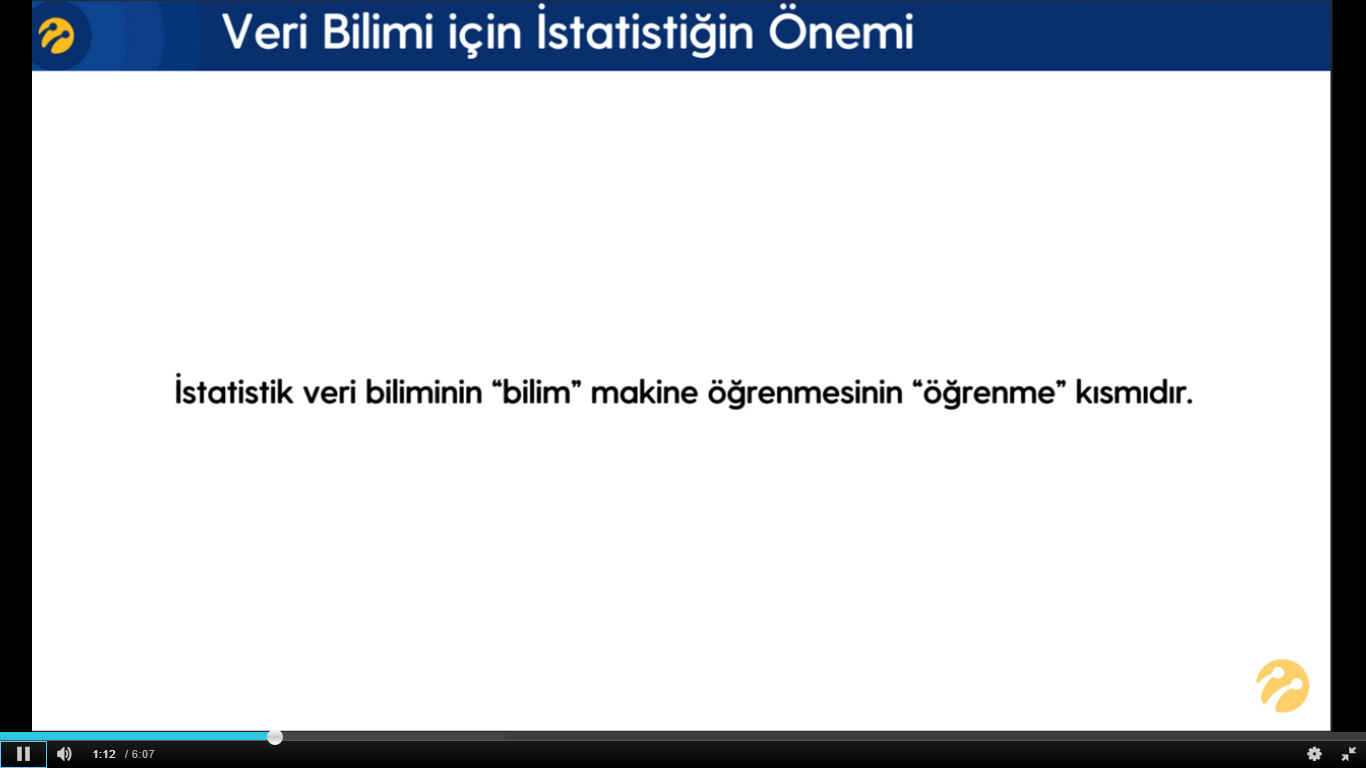 Veri Bilimi için İstatistiğin Önemi
İstatistik veri biliminin “bilim” makine öğrenmesinin “öğrenme” kısmıdır.
1:12 / 6:07